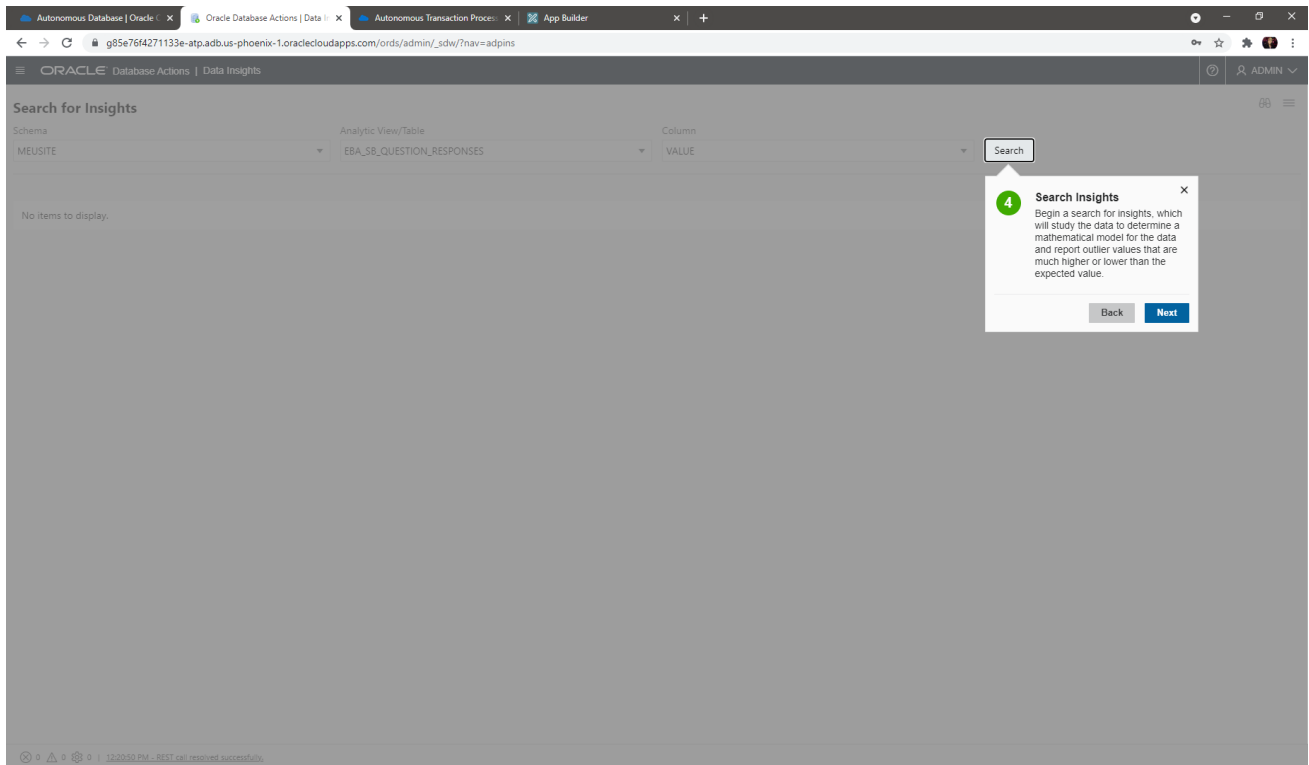 Autonomous Database | Oracle C
Oracle Database Actions | Data I
Autonomous Transaction Process
App Builder
g85e76f4271133e-atp.adb.us-phoenix-1.oraclecloudapps.com/ords/admin/_sdw/?nav=adpins
ORACLE Database Actions | Data Insights
ADMIN
Search for Insights
Schema
Analytic View/Table
Column
MEUSITE
EBA_SB_QUESTION_RESPONSES
VALUE
Search
No items to display.
4
Search Insights
Begin a search for insights, which
will study the data to determine a
mathematical model for the data
and report outlier values that are
much higher or lower than the
expected value.
Back
Next
0 0 0 | 12:20:50 PM - REST call resolved successfully.